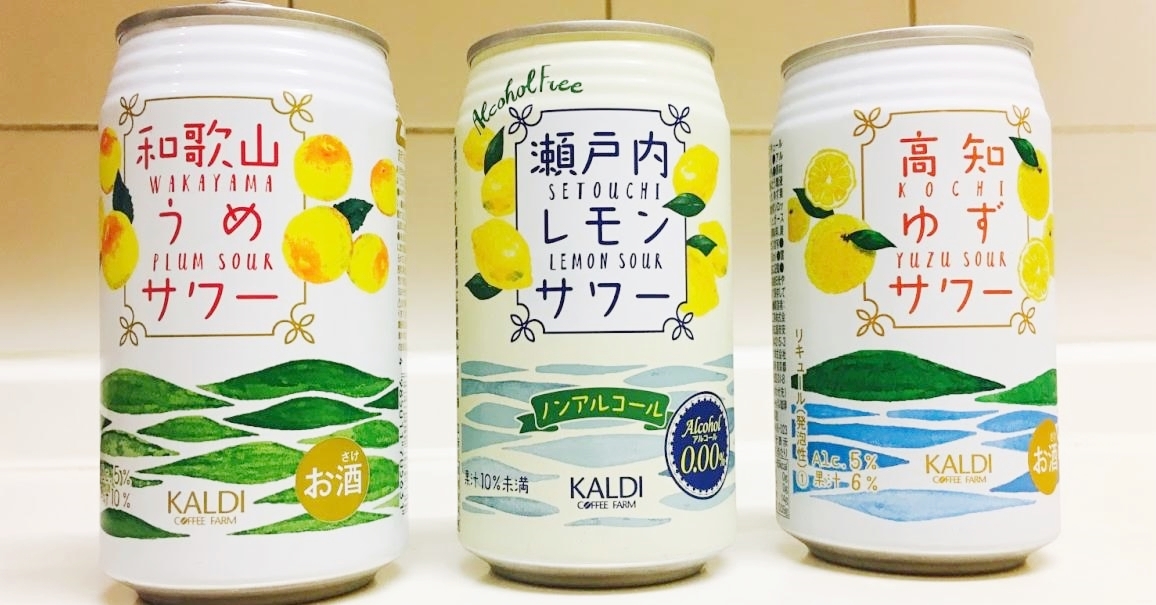 和歌山
WAKAYAMA
うめ
PLUM SOUR
サワー
さけ
お酒
KALDI
COFFEE FARM
Alcohol Free
瀬戸内
SETOUCHI
レモン
LEMON SOUR
サワー
ノンアルコール
Alcohol
アルコール
0.00%
果汁10%未満
KALDI
COFFEE FARM
高知
KOCHI
ゆず
YUZU SOUR
サワー
リキュール(発泡性)①
Alc. 5%
果汁 6%
さけ
お酒
KALDI
COFFEE FARM